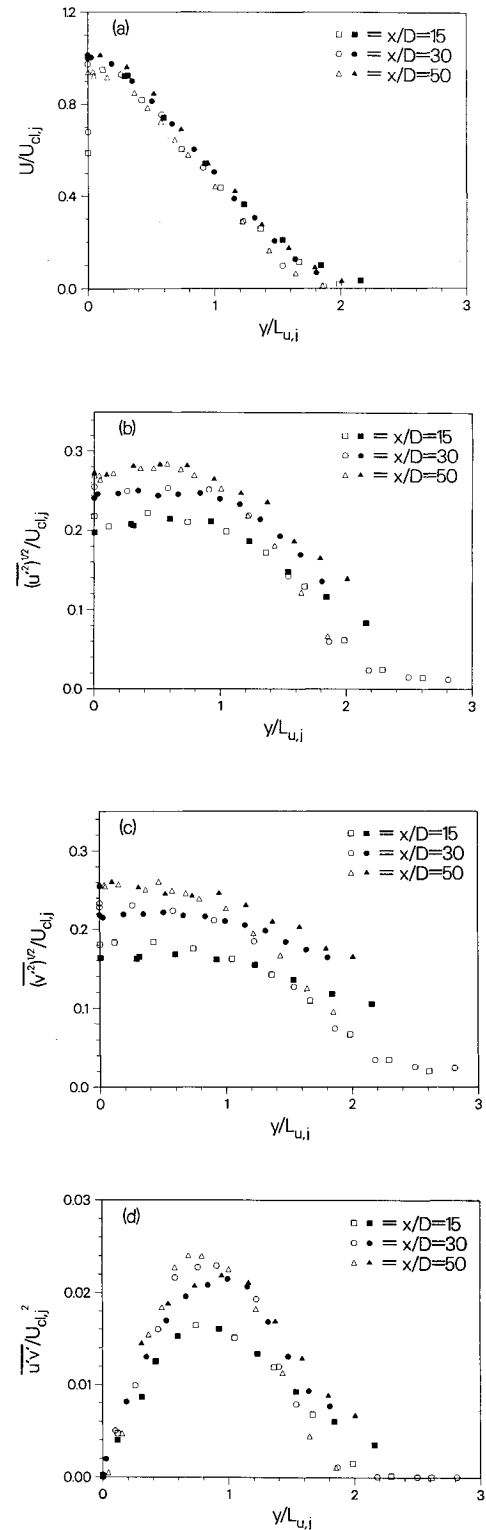 (a)
□ ■ = x/D=15
○ ● = x/D=30
△ ▲ = x/D=50
1.2
0.8
0.4
0.0
U/U_cl,j
0 1 2 3
y/L_u,j
(b)
□ ■ = x/D=15
○ ● = x/D=30
△ ▲ = x/D=50
0.3
0.2
0.1
0.0
(u'²)^1/2/U_cl,j
0 1 2 3
y/L_u,j
(c)
□ ■ = x/D=15
○ ● = x/D=30
△ ▲ = x/D=50
0.3
0.2
0.1
0.0
(v'²)^1/2/U_cl,j
0 1 2 3
y/L_u,j
(d)
□ ■ = x/D=15
○ ● = x/D=30
△ ▲ = x/D=50
0.03
0.02
0.01
0.00
u'v'/U_cl,j²
0 1 2 3
y/L_u,j